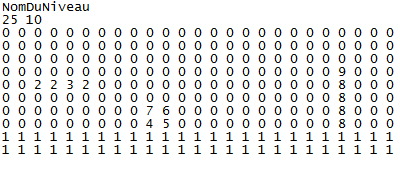 NomDuNiveau
25 10
0 0 0 0 0 0 0 0 0 0 0 0 0 0 0 0 0 0 0 0 0 0 0 0 0
0 0 0 0 0 0 0 0 0 0 0 0 0 0 0 0 0 0 0 0 0 0 0 0 0
0 0 0 0 0 0 0 0 0 0 0 0 0 0 0 0 0 0 0 0 0 0 0 0 0
0 0 0 0 0 0 0 0 0 0 0 0 0 0 0 0 0 0 0 0 0 9 0 0 0
0 0 2 2 3 2 0 0 0 0 0 0 0 0 0 0 0 0 0 0 0 8 0 0 0
0 0 0 0 0 0 0 0 0 0 0 0 0 0 0 0 0 0 0 0 0 8 0 0 0
0 0 0 0 0 0 0 0 0 7 6 0 0 0 0 0 0 0 0 0 0 8 0 0 0
0 0 0 0 0 0 0 0 0 4 5 0 0 0 0 0 0 0 0 0 0 8 0 0 0
1 1 1 1 1 1 1 1 1 1 1 1 1 1 1 1 1 1 1 1 1 1 1 1 1
1 1 1 1 1 1 1 1 1 1 1 1 1 1 1 1 1 1 1 1 1 1 1 1 1